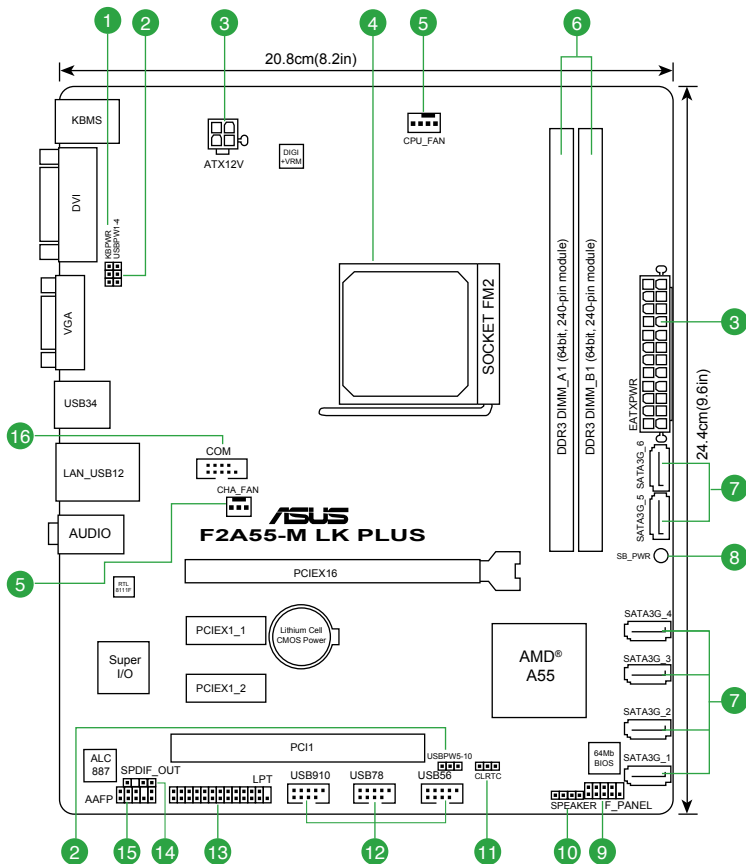 1
2
3
4
5
6
20.8cm(8.2in)
KBMS
ATX12V
DIGI
+VRM
CPU_FAN
DVI
KBPWR
USBPW1-4
VGA
SOCKET FM2
DDR3 DIMM_A1 (64bit, 240-pin module)
DDR3 DIMM_B1 (64bit, 240-pin module)
EATXPWR
3
24.4cm(9.6in)
USB34
16
COM
LAN_USB12
CHA_FAN
SATA3G_6
SATA3G_5
7
AUDIO
ASUS
F2A55-M LK PLUS
5
SB_PWR
8
RTL
8111F
PCIEX16
PCIEX1_1
Lithium Cell
CMOS Power
SATA3G_4
Super
I/O
AMD®
A55
SATA3G_3
PCIEX1_2
7
SATA3G_2
PCI1
USBPW5-10
CLRTC
64Mb
BIOS
SATA3G_1
ALC
887
SPDIF_OUT
LPT
USB910
USB78
USB56
AAFP
SPEAKER
F_PANEL
2
15
14
13
12
11
10
9